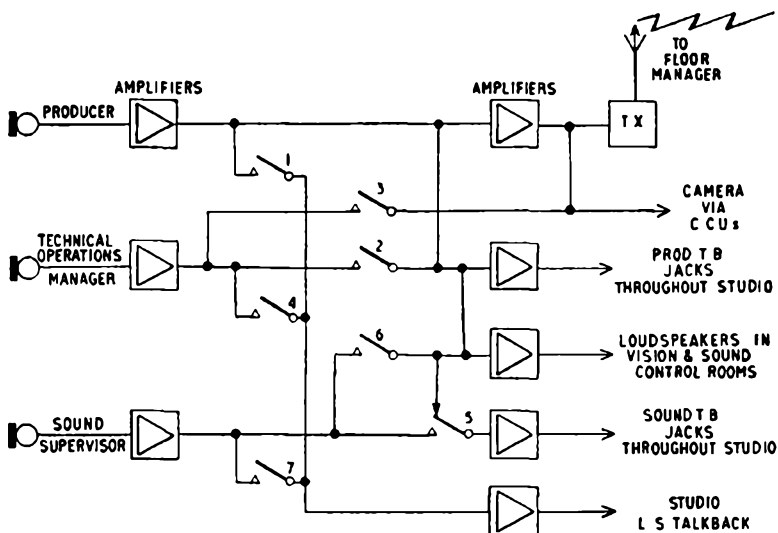 TO
FLOOR
MANAGER
AMPLIFIERS
AMPLIFIERS
PRODUCER
TX
1
3
CAMERA
VIA
CCUs
TECHNICAL
OPERATIONS
MANAGER
2
PROD T B
JACKS
THROUGHOUT STUDIO
4
6
LOUDSPEAKERS IN
VISION & SOUND
CONTROL ROOMS
SOUND
SUPERVISOR
5
SOUND T B
JACKS
THROUGHOUT STUDIO
7
STUDIO
L S TALKBACK